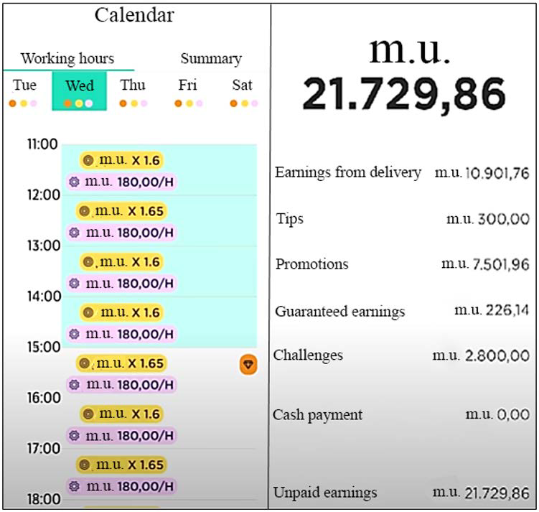 Calendar
Working hours Summary
Tue Wed Thu Fri Sat
11:00
m.u. X 1.6
m.u. 180,00/H
12:00
m.u. X 1.65
m.u. 180,00/H
13:00
m.u. X 1.6
m.u. 180,00/H
14:00
m.u. X 1.6
m.u. 180,00/H
15:00
m.u. X 1.65
m.u. 180,00/H
16:00
m.u. X 1.6
m.u. 180,00/H
17:00
m.u. X 1.65
m.u. 180,00/H
18:00
m.u.
21.729,86
Earnings from delivery m.u. 10.901,76
Tips m.u. 300,00
Promotions m.u. 7.501,96
Guaranteed earnings m.u. 226,14
Challenges m.u. 2.800,00
Cash payment m.u. 0,00
Unpaid earnings m.u. 21.729,86